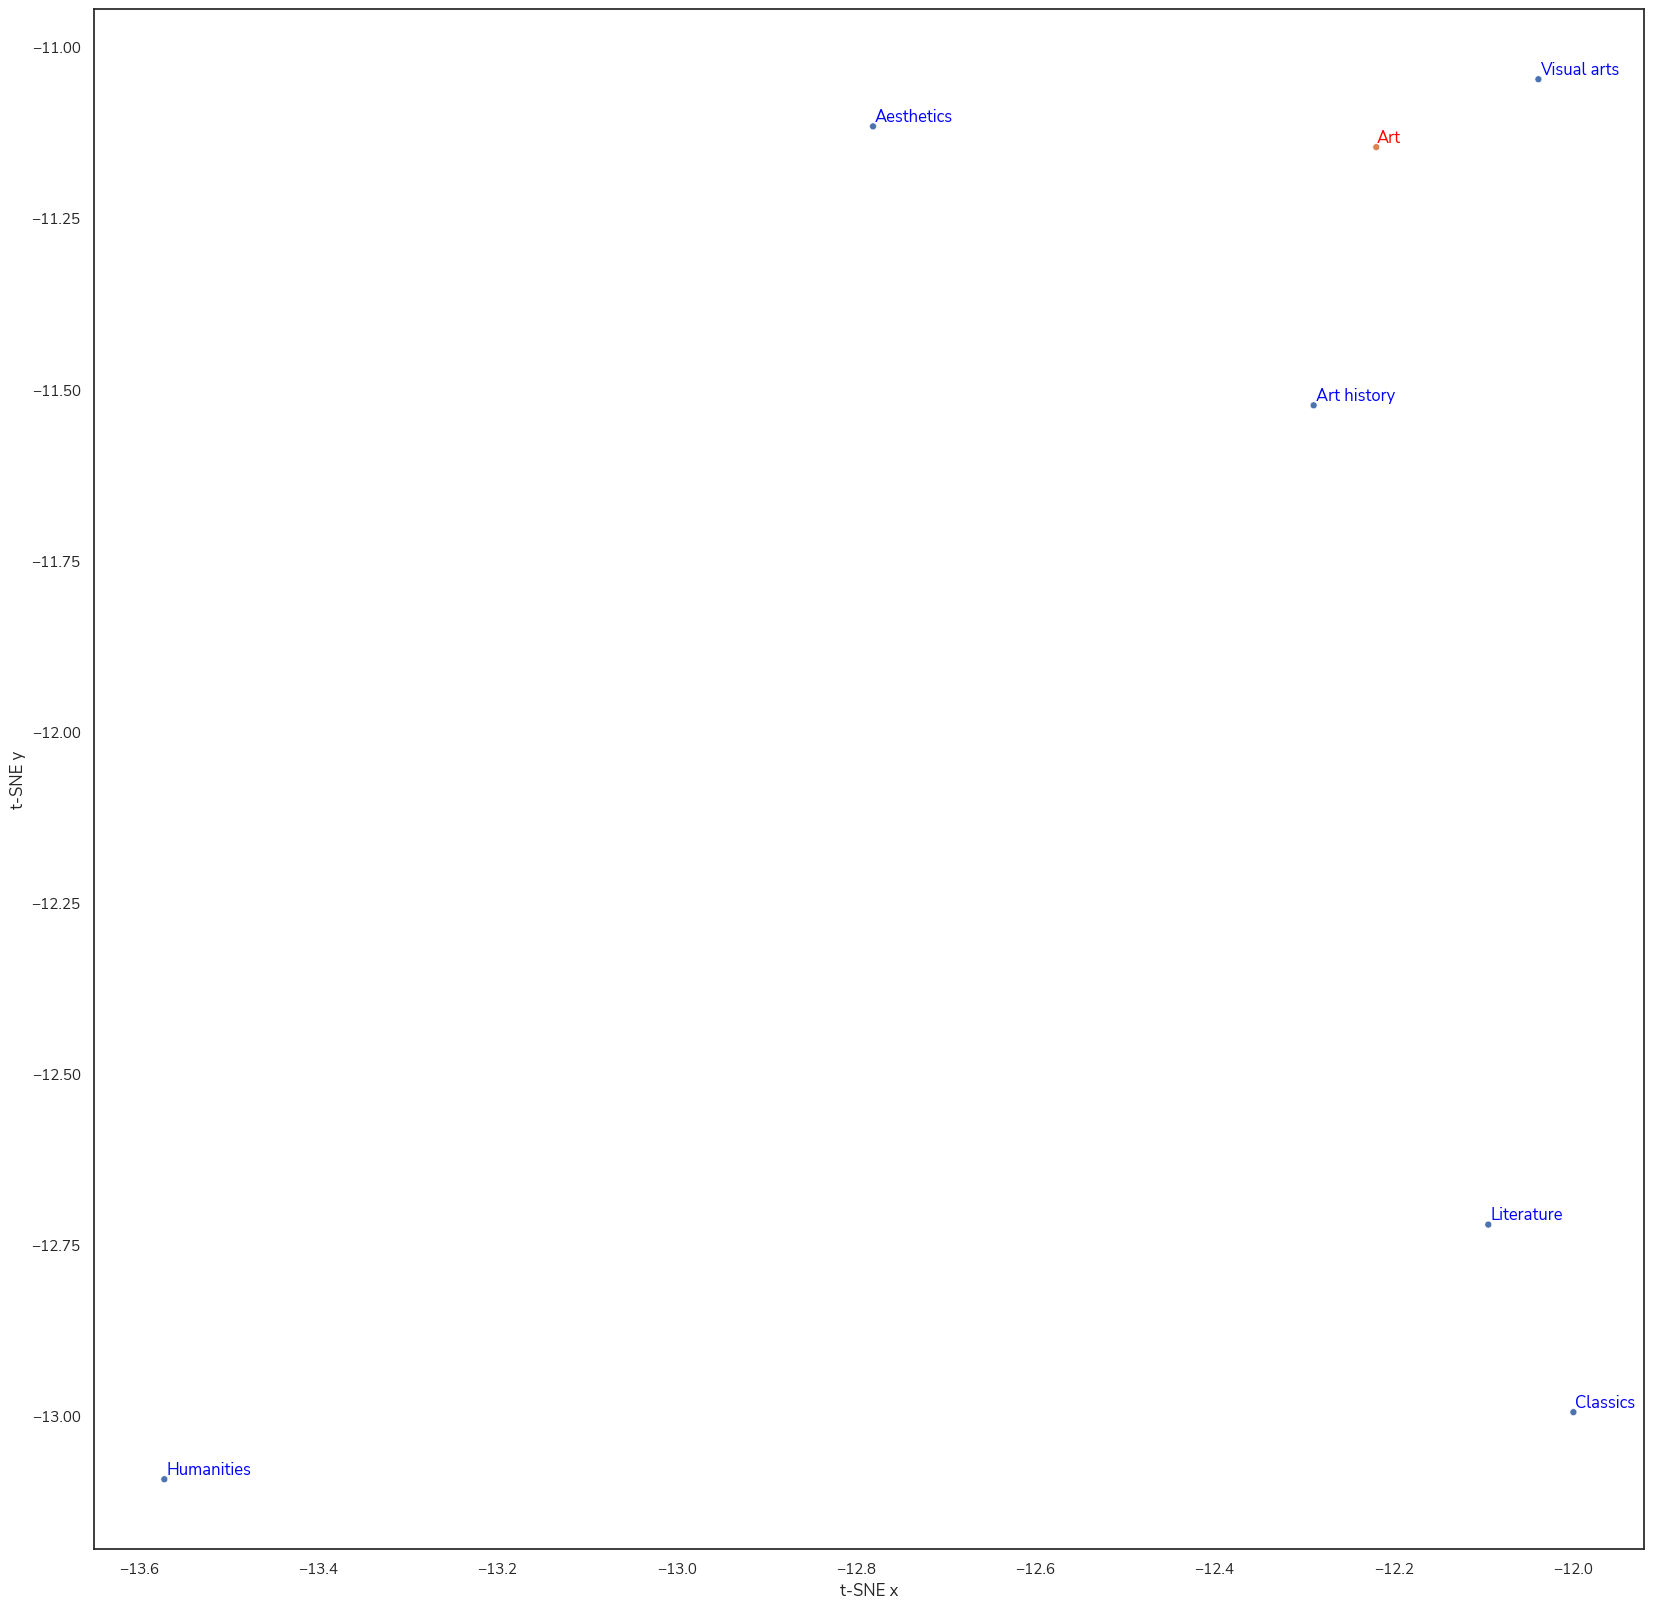 −11.00
Visual arts
Aesthetics
Art
−11.25
−11.50
Art history
−11.75
−12.00
t-SNE y
−12.25
−12.50
Literature
−12.75
Classics
−13.00
Humanities
−13.6 −13.4 −13.2 −13.0 −12.8 −12.6 −12.4 −12.2 −12.0
t-SNE x